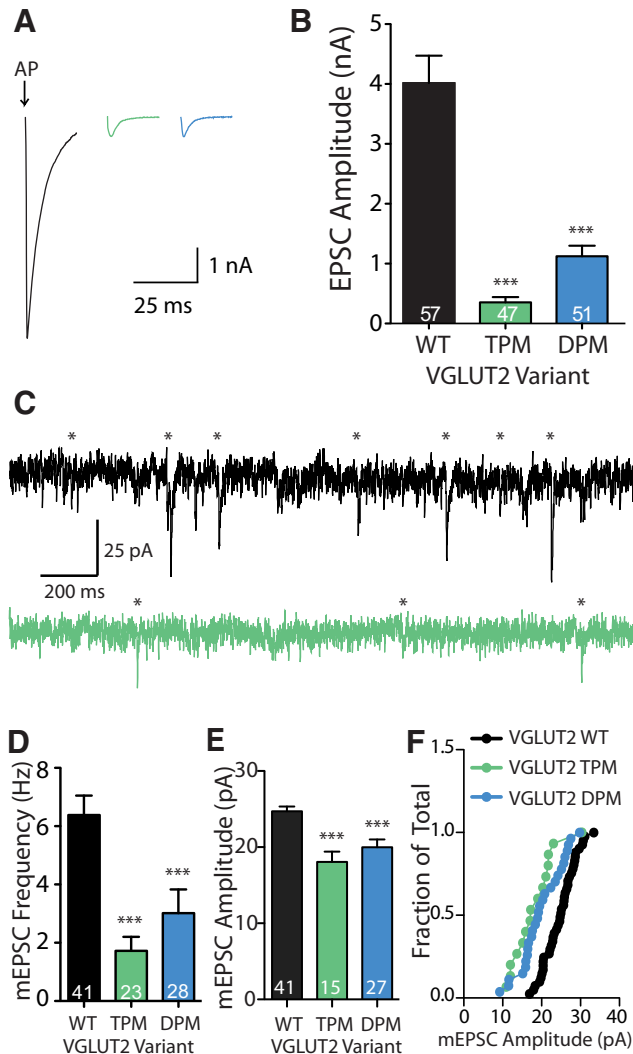 A
AP
1 nA
25 ms
B
EPSC Amplitude (nA)
5
4
3
2
1
0
***
***
57
47
51
WT TPM DPM
VGLUT2 Variant
C
* * * * * * *
25 pA
200 ms
* * *
D
mEPSC Frequency (Hz)
8
6
4
2
0
***
***
41
23
28
WT TPM DPM
VGLUT2 Variant
E
mEPSC Amplitude (pA)
30
20
10
0
***
***
41
15
27
WT TPM DPM
VGLUT2 Variant
F
VGLUT2 WT
VGLUT2 TPM
VGLUT2 DPM
Fraction of Total
1.5
1.0
0.5
0
0 10 20 30 40
mEPSC Amplitude (pA)